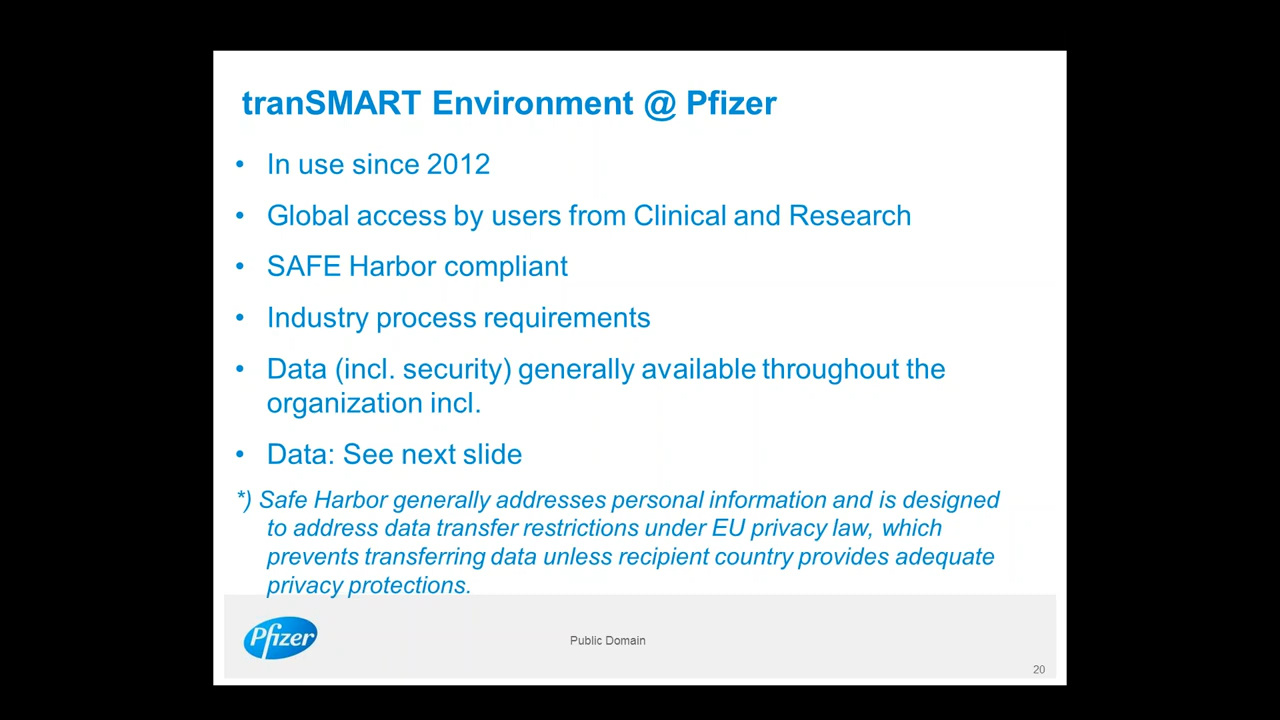 tranSMART Environment @ Pfizer
• In use since 2012
• Global access by users from Clinical and Research
• SAFE Harbor compliant
• Industry process requirements
• Data (incl. security) generally available throughout the
organization incl.
• Data: See next slide
*) Safe Harbor generally addresses personal information and is designed
to address data transfer restrictions under EU privacy law, which
prevents transferring data unless recipient country provides adequate
privacy protections.
Pfizer
Public Domain
20